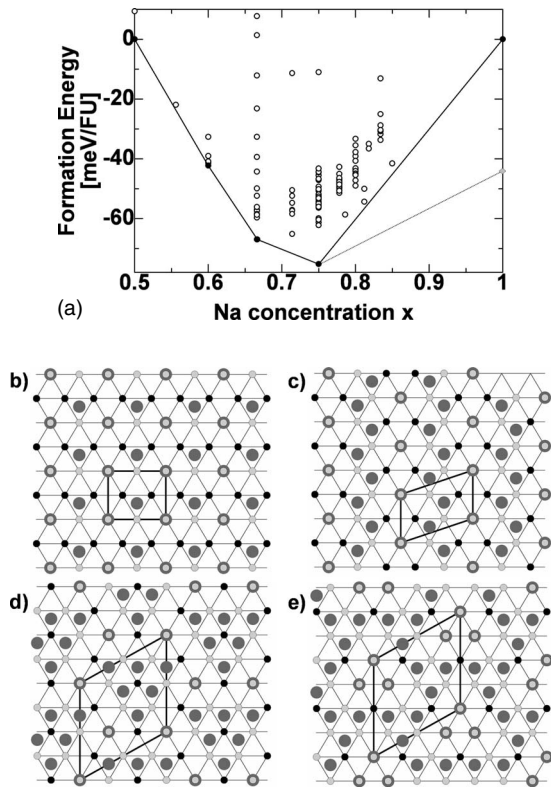 0
-20
-40
-60
Formation Energy
[meV/FU]
0.5 0.6 0.7 0.8 0.9 1
(a) Na concentration x
b) c)
d) e)